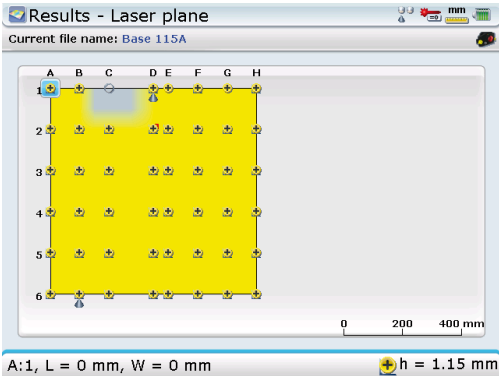 Results - Laser plane
mm
Current file name: Base 115A
A B C D E F G H
1
2
3
4
5
6
0 200 400 mm
A:1, L = 0 mm, W = 0 mm
h = 1.15 mm